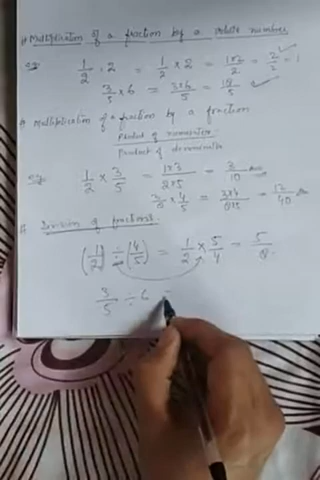 # Multiplication of a fraction by a whole number
eg: 1/2 × 2 = 1/2 × 2 = 1×2/2 = 2/2 = 1
3/5 × 6 = 3×6/5 = 18/5
# Multiplication of a fraction by a fraction
Product of numerator
Product of denominator
eg: 1/2 × 3/5 = 1×3/2×5 = 3/10
3/8 × 4/5 = 3×4/8×5 = 12/40
# Division of fractions
(1/2) ÷ (4/5) = 1/2 × 5/4 = 5/8
3/5 ÷ 6 =